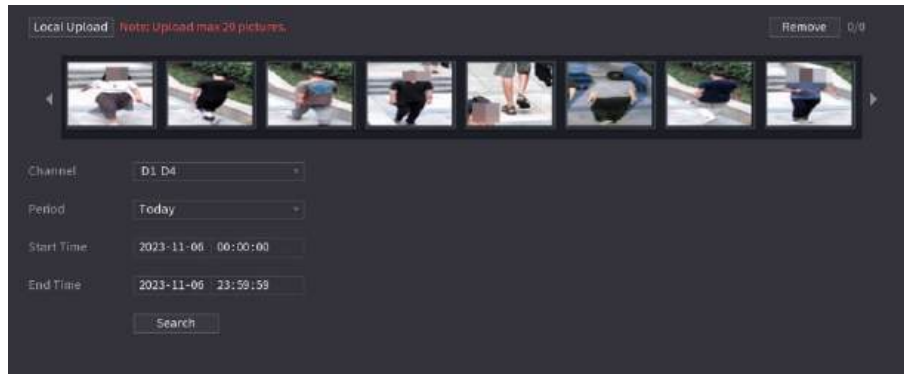 Local Upload Note: Upload max 20 pictures. Remove 0/0
Channel D1 D4
Period Today
Start Time 2023-11-06 00:00:00
End Time 2023-11-06 23:59:59
Search